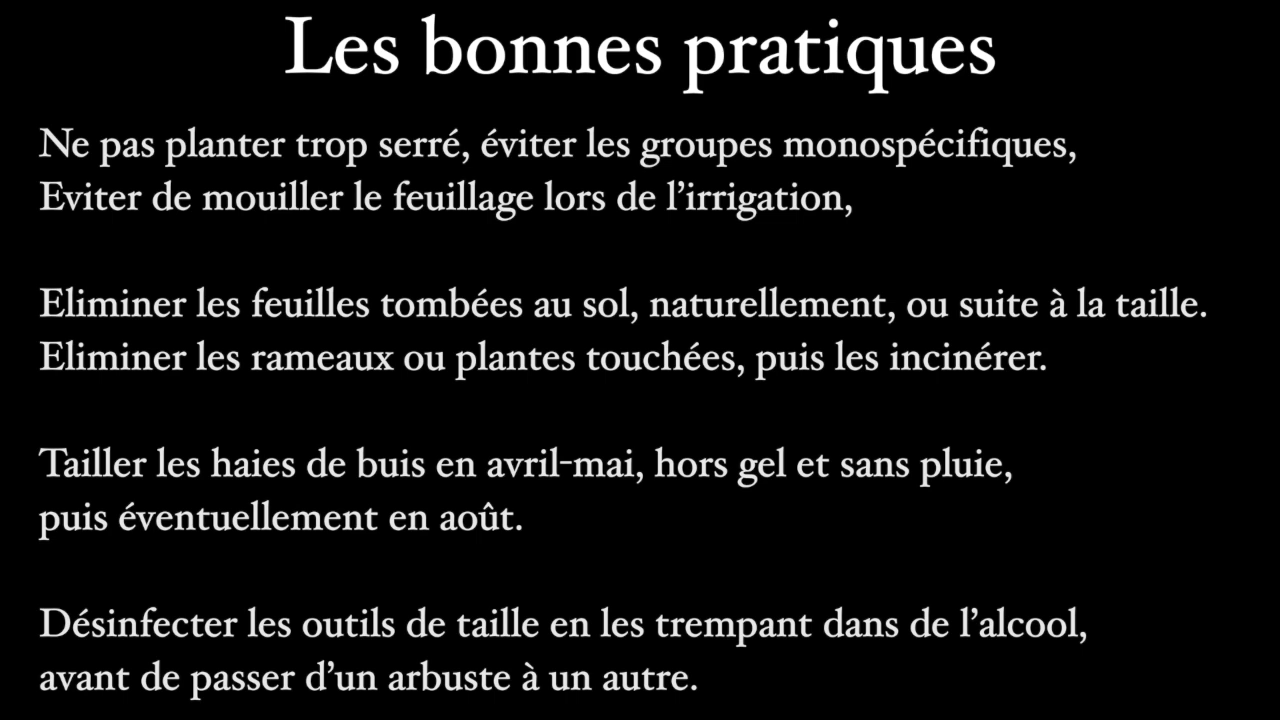 Les bonnes pratiques
Ne pas planter trop serré, éviter les groupes monospécifiques,
Eviter de mouiller le feuillage lors de l’irrigation,
Eliminer les feuilles tombées au sol, naturellement, ou suite à la taille.
Eliminer les rameaux ou plantes touchées, puis les incinérer.
Tailler les haies de buis en avril-mai, hors gel et sans pluie,
puis éventuellement en août.
Désinfecter les outils de taille en les trempant dans de l’alcool,
avant de passer d’un arbuste à un autre.